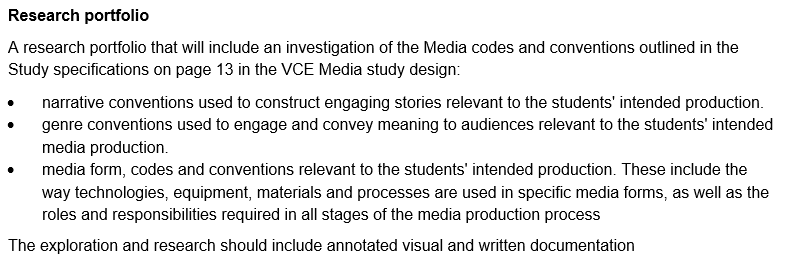 Research portfolio
A research portfolio that will include an investigation of the Media codes and conventions outlined in the
Study specifications on page 13 in the VCE Media study design:
• narrative conventions used to construct engaging stories relevant to the students' intended production.
• genre conventions used to engage and convey meaning to audiences relevant to the students' intended
media production.
• media form, codes and conventions relevant to the students' intended production. These include the
way technologies, equipment, materials and processes are used in specific media forms, as well as the
roles and responsibilities required in all stages of the media production process
The exploration and research should include annotated visual and written documentation